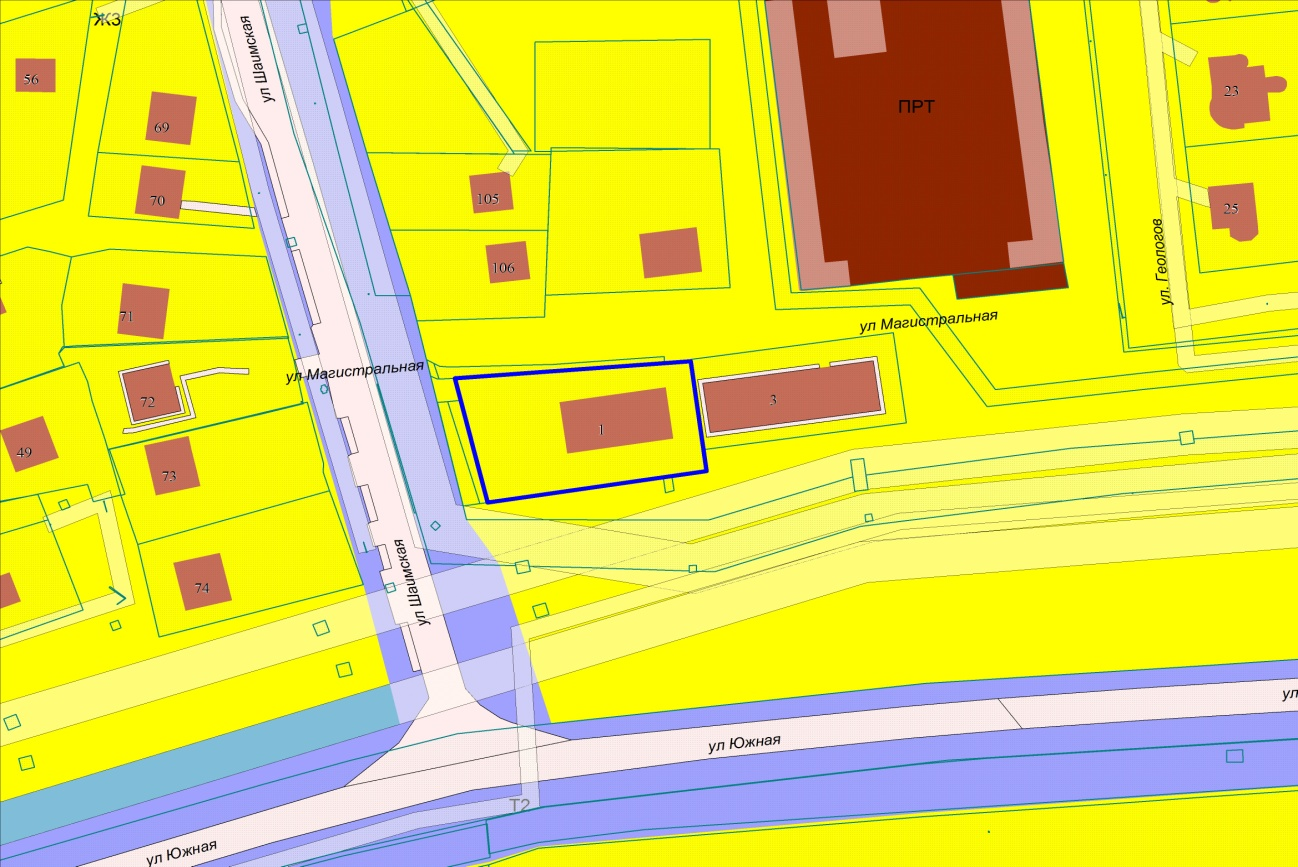 ЖЗ
ул Шаимская
56
69
ПРТ
23
70
105
25
106
ул. Геологов
71
ул Магистральная
ул Магистральная
72
3
1
49
73
74
ул Шаимская
ул
ул Южная
Т2
ул Южная